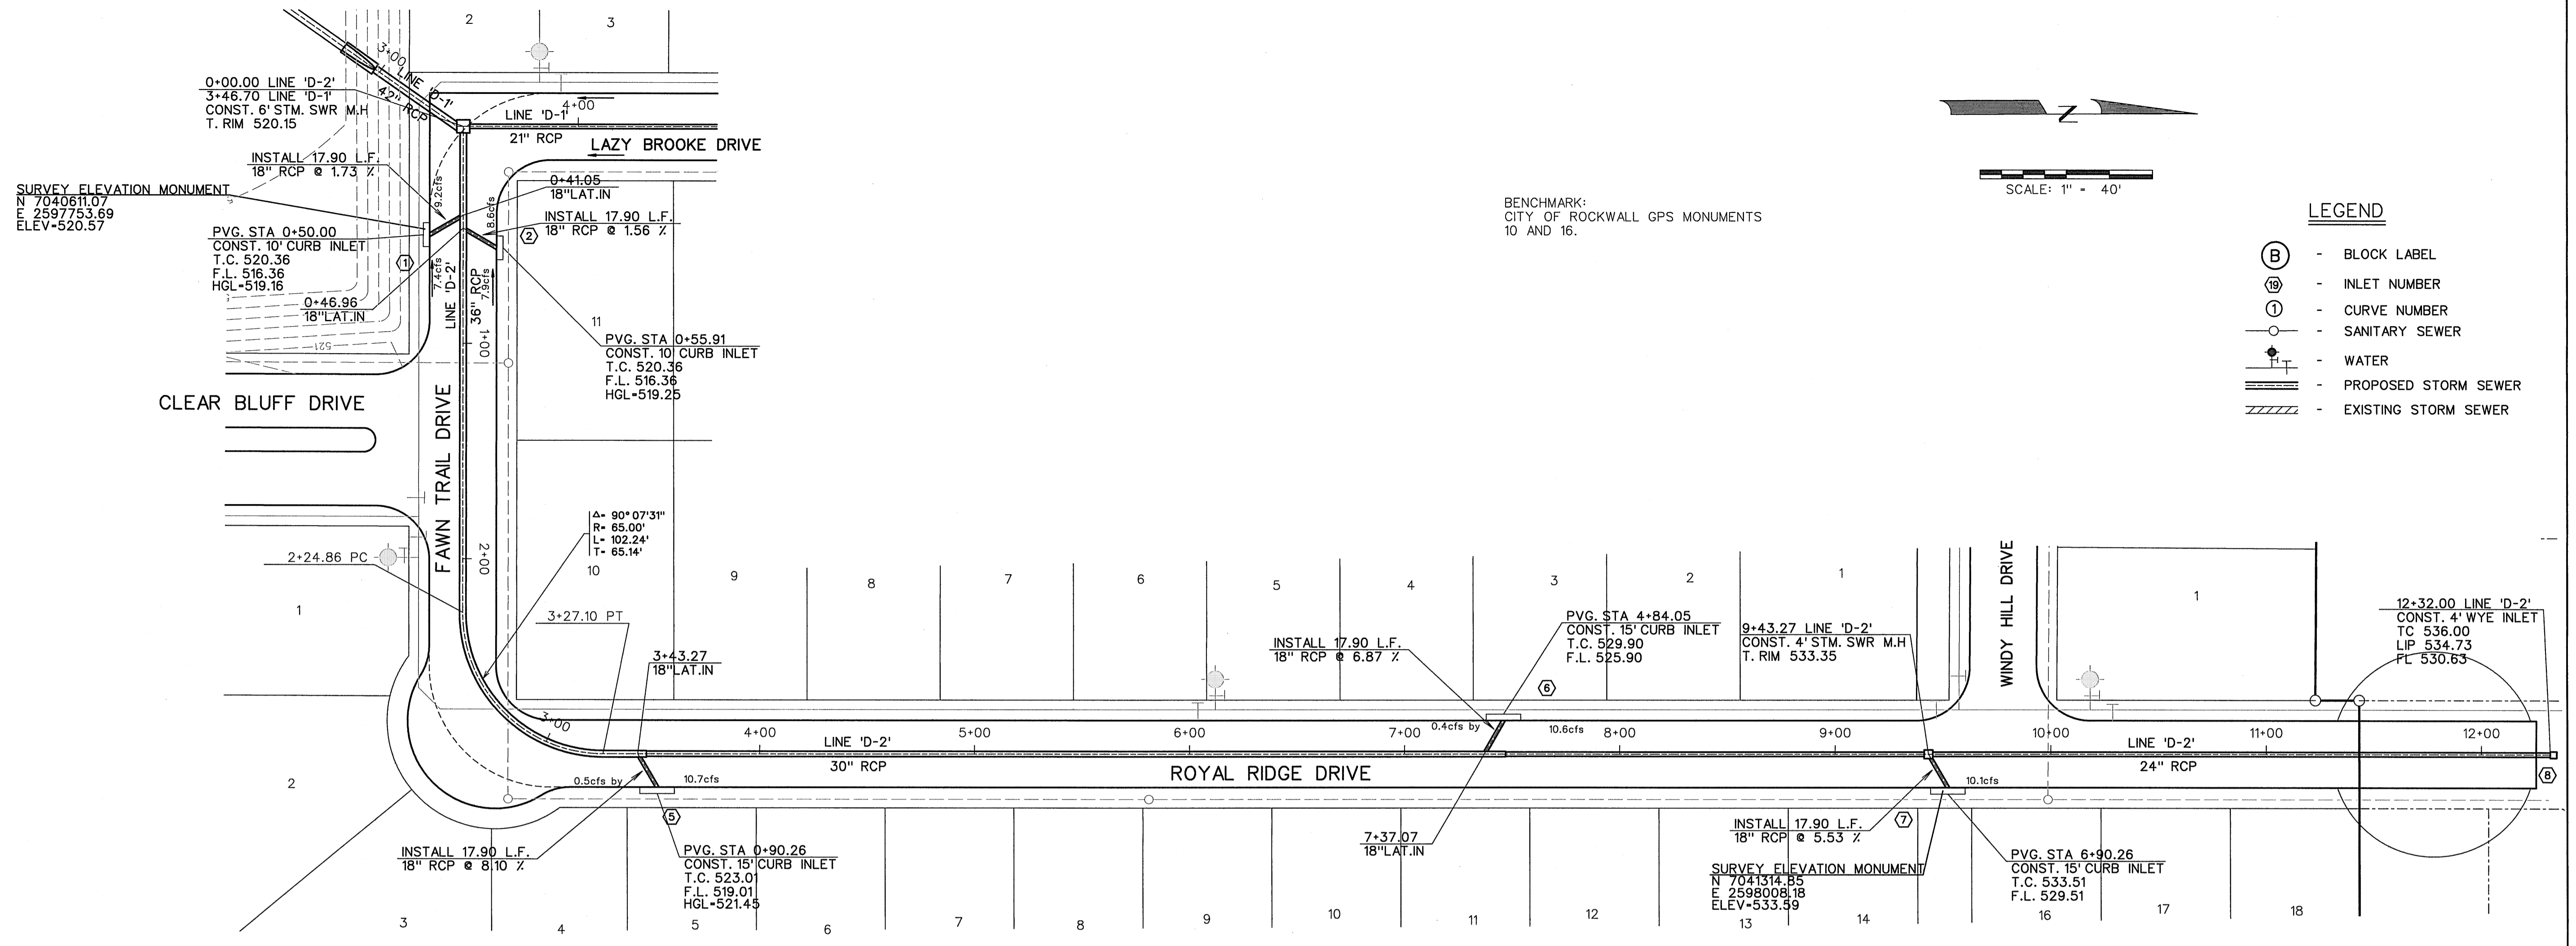 2
3
3+00
LINE 'D-1'
42" RCP
0+00.00 LINE 'D-2'
3+46.70 LINE 'D-1'
CONST. 6' STM. SWR M.H
T. RIM 520.15
4+00
LINE 'D-1'
21" RCP
LAZY BROOKE DRIVE
INSTALL 17.90 L.F.
18" RCP @ 1.73 %
SURVEY ELEVATION MONUMENT
N 7040611.07
E 2597753.69
ELEV=520.57
9.2cfs
8.6cfs
0+41.05
18"LAT.IN
INSTALL 17.90 L.F.
18" RCP @ 1.56 %
2
PVG. STA 0+50.00
CONST. 10' CURB INLET
T.C. 520.36
F.L. 516.36
HGL=519.16
1
7.4cfs
7.9cfs
LINE 'D-2'
36" RCP
0+46.96
18"LAT.IN
1+00
11
521
PVG. STA 0+55.91
CONST. 10' CURB INLET
T.C. 520.36
F.L. 516.36
HGL=519.25
CLEAR BLUFF DRIVE
FAWN TRAIL DRIVE
Δ= 90°07'31"
R= 65.00'
L= 102.24'
T= 65.14'
2+24.86 PC
2+00
10
1
3+27.10 PT
3+43.27
18"LAT.IN
3+00
9
8
7
6
5
4
3
2
1
1
INSTALL 17.90 L.F.
18" RCP @ 6.87 %
PVG. STA 4+84.05
CONST. 15' CURB INLET
T.C. 529.90
F.L. 525.90
6
9+43.27 LINE 'D-2'
CONST. 4' STM. SWR M.H
T. RIM 533.35
WINDY HILL DRIVE
12+32.00 LINE 'D-2'
CONST. 4' WYE INLET
TC 536.00
LIP 534.73
FL 530.63
4+00
5+00
6+00
7+00
0.4cfs by
10.6cfs
8+00
9+00
10+00
11+00
12+00
LINE 'D-2'
30" RCP
ROYAL RIDGE DRIVE
LINE 'D-2'
24" RCP
8
2
0.5cfs by
10.7cfs
10.1cfs
5
7
INSTALL 17.90 L.F.
18" RCP @ 8.10 %
PVG. STA 0+90.26
CONST. 15' CURB INLET
T.C. 523.01
F.L. 519.01
HGL=521.45
7+37.07
18"LAT.IN
INSTALL 17.90 L.F.
18" RCP @ 5.53 %
SURVEY ELEVATION MONUMENT
N 7041314.85
E 2598008.18
ELEV=533.59
PVG. STA 6+90.26
CONST. 15' CURB INLET
T.C. 533.51
F.L. 529.51
3
4
5
6
7
8
9
10
11
12
13
14
16
17
18
BENCHMARK:
CITY OF ROCKWALL GPS MONUMENTS
10 AND 16.
N
SCALE: 1" = 40'
LEGEND
B - BLOCK LABEL
19 - INLET NUMBER
1 - CURVE NUMBER
- SANITARY SEWER
- WATER
- PROPOSED STORM SEWER
- EXISTING STORM SEWER